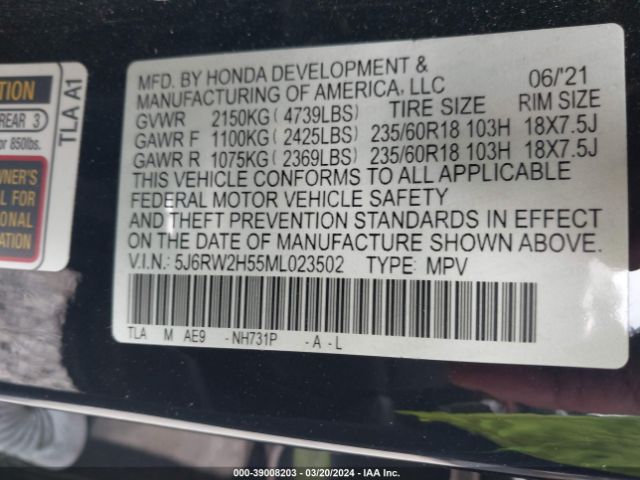 TION
TLA A1
REAR 3
or 850lbs.
WNER'S
L FOR
ONAL
ATION
MFD. BY HONDA DEVELOPMENT &
MANUFACTURING OF AMERICA, LLC 06/'21
GVWR 2150KG ( 4739LBS) TIRE SIZE RIM SIZE
GAWR F 1100KG ( 2425LBS) 235/60R18 103H 18X7.5J
GAWR R 1075KG ( 2369LBS) 235/60R18 103H 18X7.5J
THIS VEHICLE CONFORMS TO ALL APPLICABLE
FEDERAL MOTOR VEHICLE SAFETY
AND THEFT PREVENTION STANDARDS IN EFFECT
ON THE DATE OF MANUFACTURE SHOWN ABOVE.
V.I.N.: 5J6RW2H55ML023502 TYPE: MPV
TLA M AE9 - NH731P - A - L
000-39008203 — 03/20/2024 — IAA Inc.